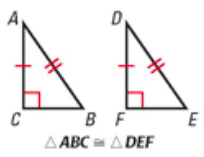 A D
C B F E
△ABC ≅ △DEF